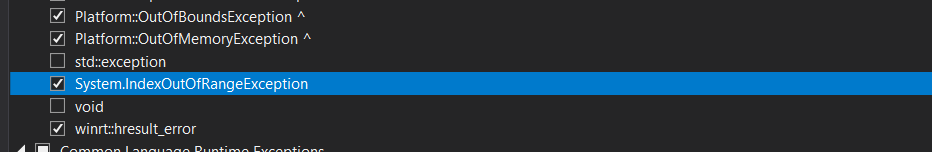 Platform::OutOfBoundsException ^
Platform::OutOfMemoryException ^
std::exception
System.IndexOutOfRangeException
void
winrt::hresult_error
Common Language Runtime Exceptions